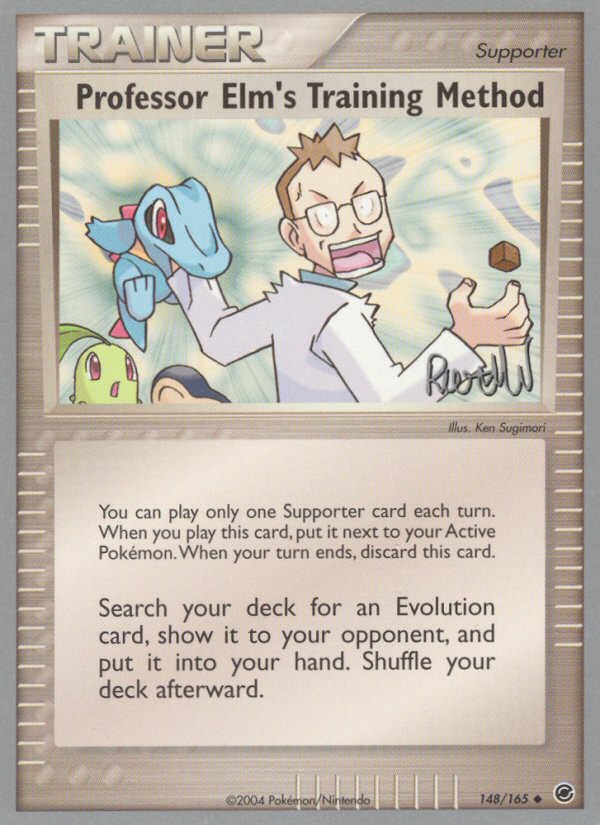 TRAINER
Supporter
Professor Elm's Training Method
Illus. Ken Sugimori
You can play only one Supporter card each turn.
When you play this card, put it next to your Active
Pokémon. When your turn ends, discard this card.
Search your deck for an Evolution
card, show it to your opponent, and
put it into your hand. Shuffle your
deck afterward.
©2004 Pokémon/Nintendo
148/165